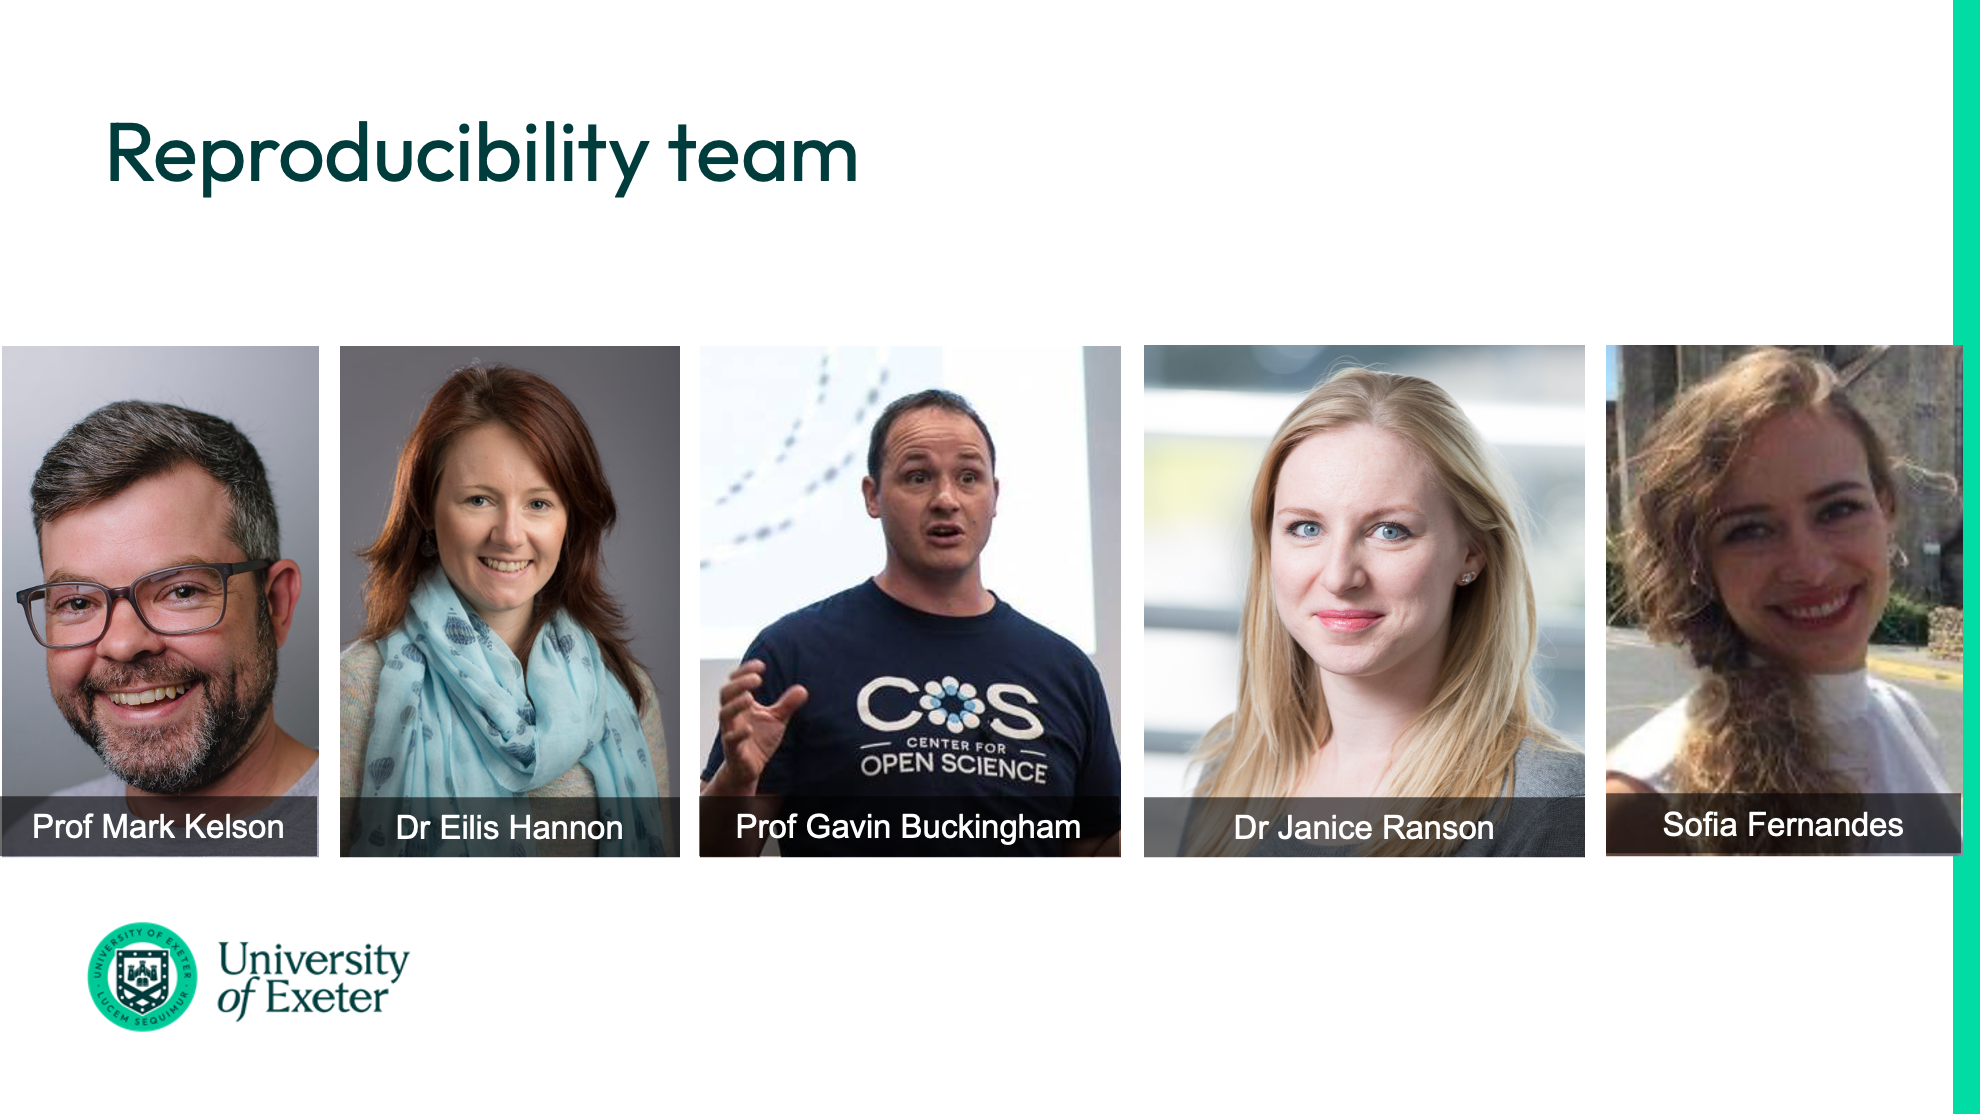 Reproducibility team
COS
CENTER FOR
OPEN SCIENCE
Prof Mark Kelson
Dr Eilis Hannon
Prof Gavin Buckingham
Dr Janice Ranson
Sofia Fernandes
UNIVERSITY OF EXETER
LUCEM SEQUIMUR
University
of Exeter